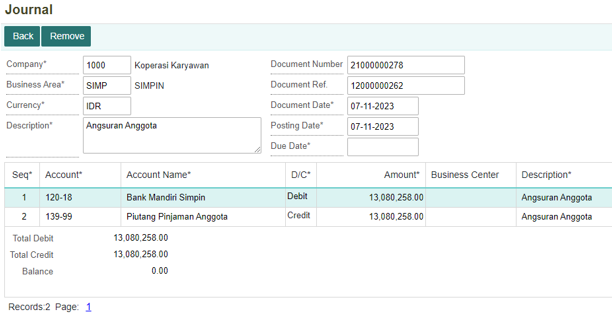 Journal
Back Remove
Company* 1000 Koperasi Karyawan Document Number 21000000278
Business Area* SIMP SIMPIN Document Ref. 12000000262
Currency* IDR Document Date* 07-11-2023
Description* Angsuran Anggota Posting Date* 07-11-2023
Due Date*
Seq* Account* Account Name* D/C* Amount* Business Center Description*
1 120-18 Bank Mandiri Simpin Debit 13,080,258.00 Angsuran Anggota
2 139-99 Piutang Pinjaman Anggota Credit 13,080,258.00 Angsuran Anggota
Total Debit 13,080,258.00
Total Credit 13,080,258.00
Balance 0.00
Records:2 Page: 1